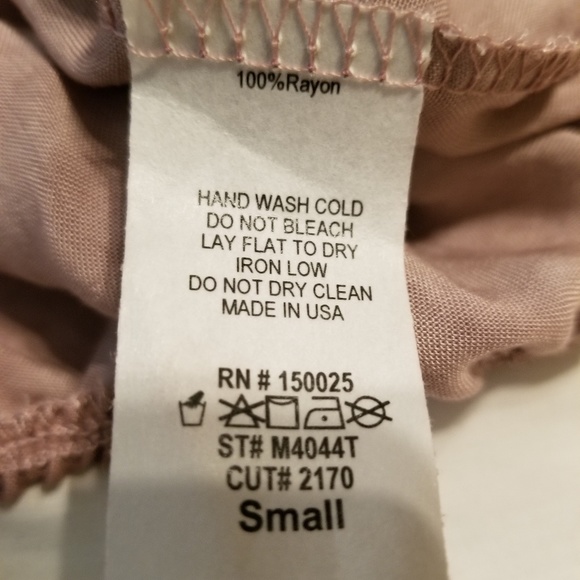 100%Rayon
HAND WASH COLD
DO NOT BLEACH
LAY FLAT TO DRY
IRON LOW
DO NOT DRY CLEAN
MADE IN USA
RN # 150025
ST# M4044T
CUT# 2170
Small